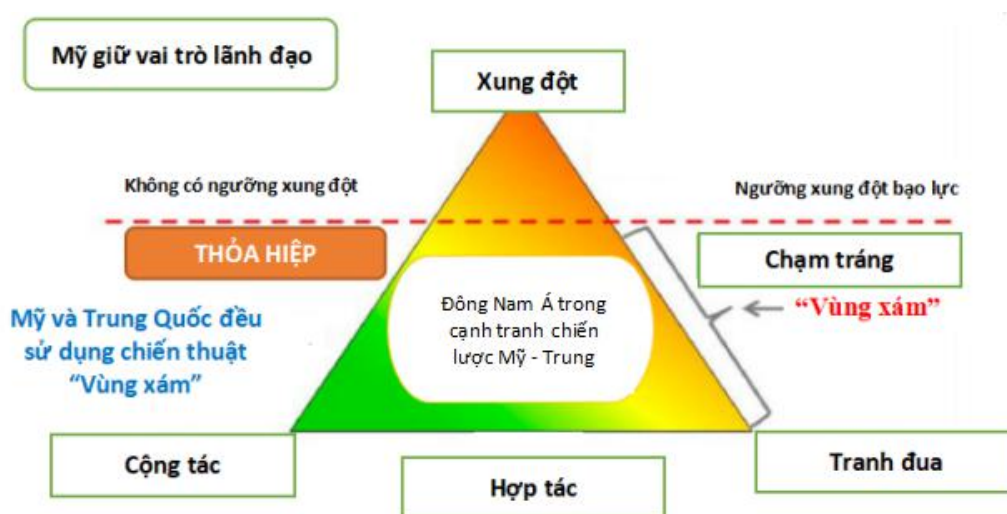 Mỹ giữ vai trò lãnh đạo
Xung đột
Không có ngưỡng xung đột
Ngưỡng xung đột bạo lực
THỎA HIỆP
Chạm tráng
Đông Nam Á trong
cạnh tranh chiến
lược Mỹ - Trung
“Vùng xám”
Mỹ và Trung Quốc đều
sử dụng chiến thuật
“Vùng xám”
Cộng tác
Hợp tác
Tranh đua